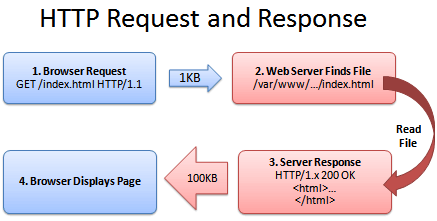 HTTP Request and Response
1. Browser Request
GET /index.html HTTP/1.1
1KB
2. Web Server Finds File
/var/www/.../index.html
Read
File
3. Server Response
HTTP/1.x 200 OK
<html>...
</html>
100KB
4. Browser Displays Page